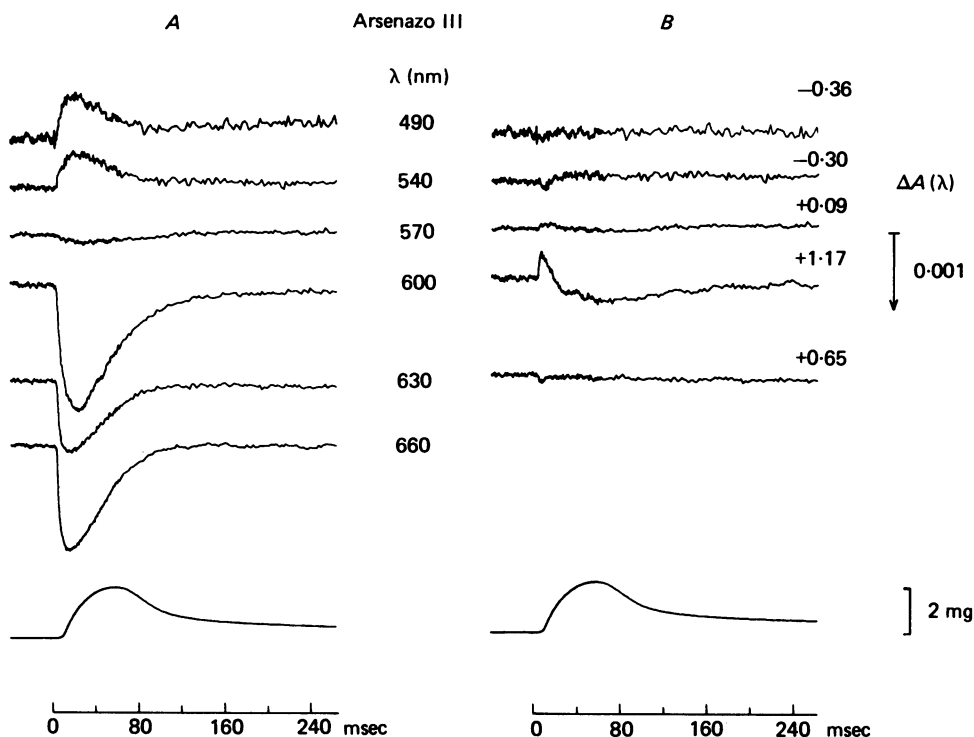 A
Arsenazo III
B
λ (nm)
490
540
570
600
630
660
−0·36
−0·30
+0·09
+1·17
+0·65
ΔA (λ)
0·001
2 mg
0 80 160 240 msec
0 80 160 240 msec